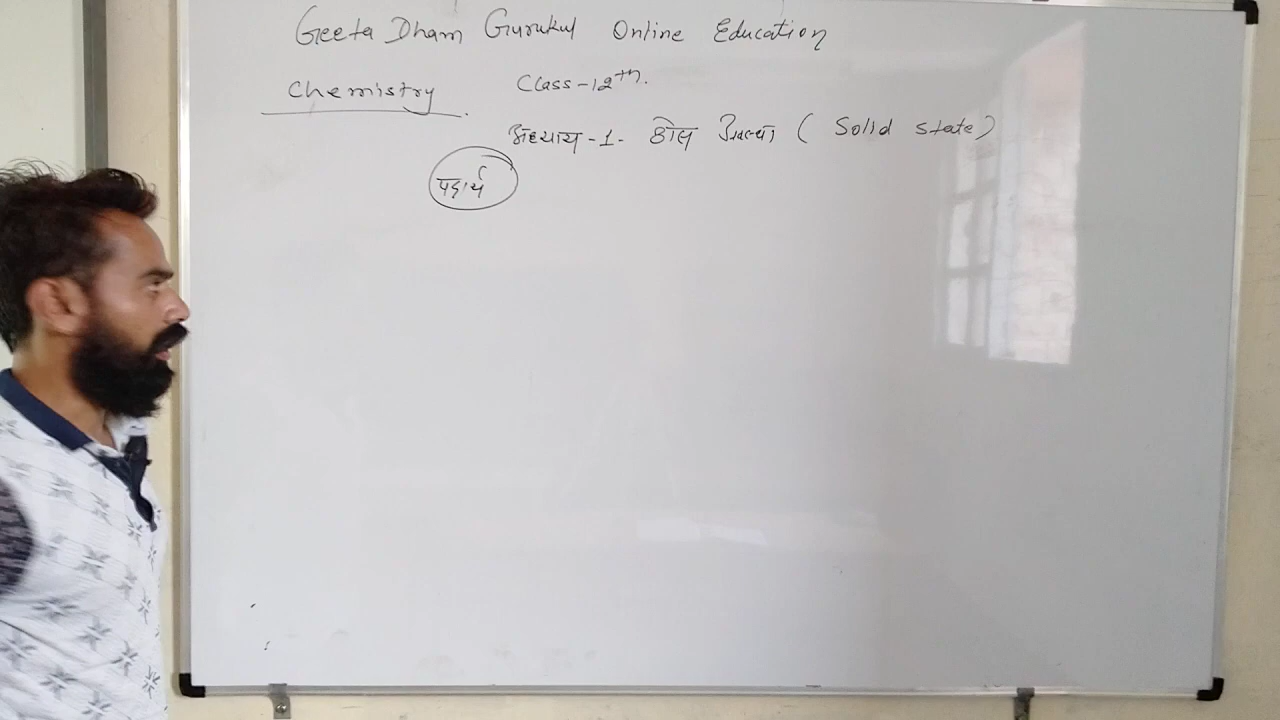 Geeta Dham Gurukul Online Education
Chemistry Class-12th.
अध्याय-1- ठोस अवस्था ( Solid state)
पदार्थ